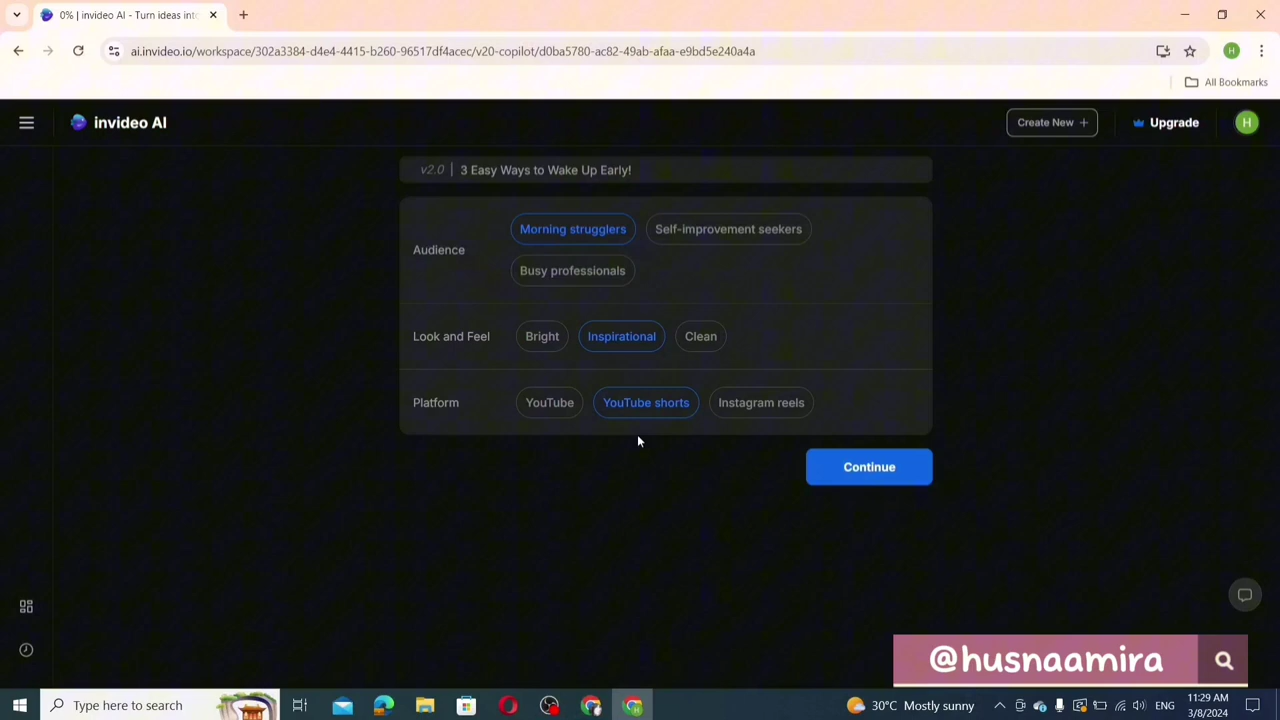 0% | invideo AI - Turn ideas into
ai.invideo.io/workspace/302a3384-d4e4-4415-b260-96517df4acec/v20-copilot/d0ba5780-ac82-49ab-afaa-e9bd5e240a4a
H
All Bookmarks
invideo AI
Create New +
Upgrade
H
v2.0 | 3 Easy Ways to Wake Up Early!
Audience
Morning strugglers
Self-improvement seekers
Busy professionals
Look and Feel
Bright
Inspirational
Clean
Platform
YouTube
YouTube shorts
Instagram reels
Continue
@husnaamira
Type here to search
30°C Mostly sunny
ENG
11:29 AM
3/8/2024